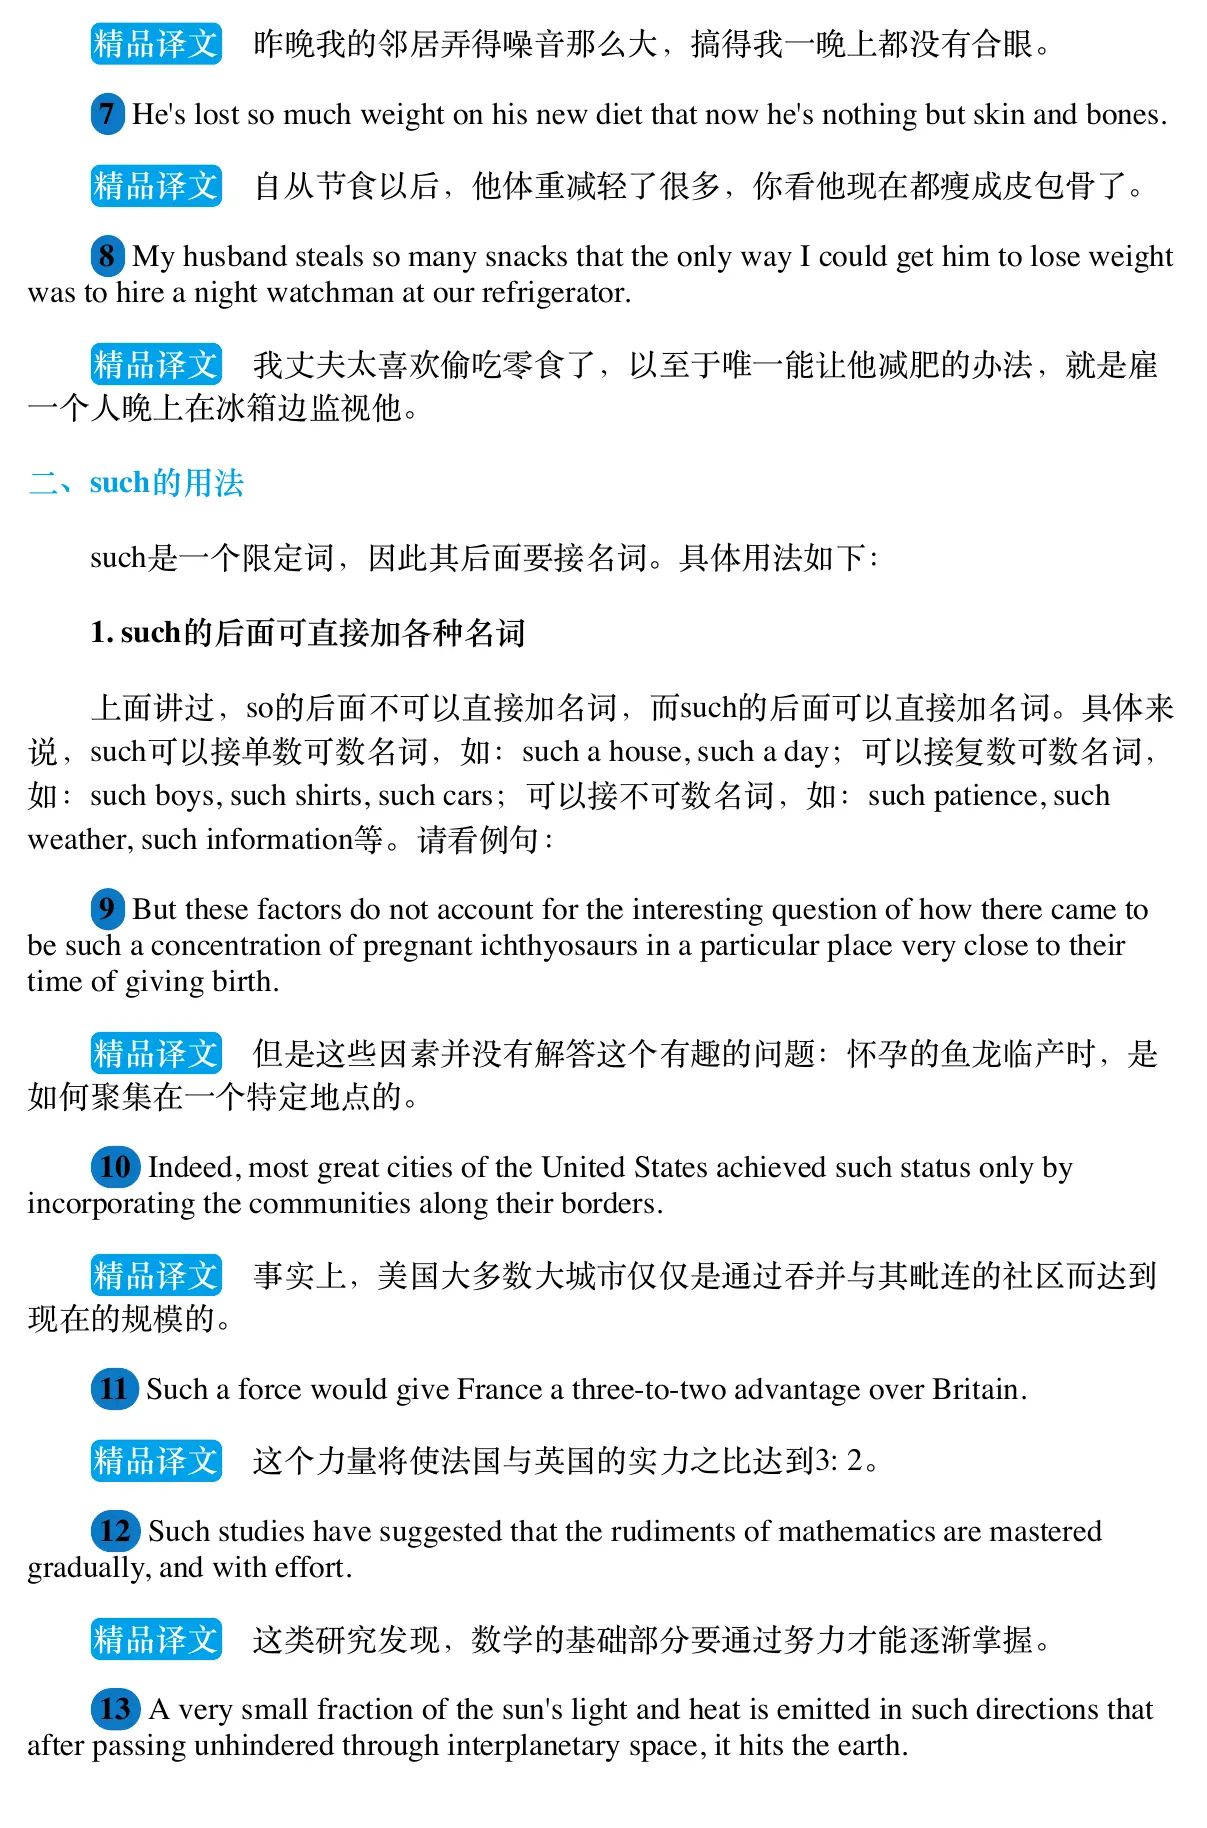 精品译文 昨晚我的邻居弄得噪音那么大，搞得我一晚上都没有合眼。
7 He's lost so much weight on his new diet that now he's nothing but skin and bones.
精品译文 自从节食以后，他体重减轻了很多，你看他现在都瘦成皮包骨了。
8 My husband steals so many snacks that the only way I could get him to lose weight
was to hire a night watchman at our refrigerator.
精品译文 我丈夫太喜欢偷吃零食了，以至于唯一能让他减肥的办法，就是雇
一个人晚上在冰箱边监视他。
二、such的用法
such是一个限定词，因此其后面要接名词。具体用法如下：
1. such的后面可直接加各种名词
上面讲过，so的后面不可以直接加名词，而such的后面可以直接加名词。具体来
说，such可以接单数可数名词，如：such a house, such a day；可以接复数可数名词，
如：such boys, such shirts, such cars；可以接不可数名词，如：such patience, such
weather, such information等。请看例句：
9 But these factors do not account for the interesting question of how there came to
be such a concentration of pregnant ichthyosaurs in a particular place very close to their
time of giving birth.
精品译文 但是这些因素并没有解答这个有趣的问题：怀孕的鱼龙临产时，是
如何聚集在一个特定地点的。
10 Indeed, most great cities of the United States achieved such status only by
incorporating the communities along their borders.
精品译文 事实上，美国大多数大城市仅仅是通过吞并与其毗连的社区而达到
现在的规模的。
11 Such a force would give France a three-to-two advantage over Britain.
精品译文 这个力量将使法国与英国的实力之比达到3: 2。
12 Such studies have suggested that the rudiments of mathematics are mastered
gradually, and with effort.
精品译文 这类研究发现，数学的基础部分要通过努力才能逐渐掌握。
13 A very small fraction of the sun's light and heat is emitted in such directions that
after passing unhindered through interplanetary space, it hits the earth.